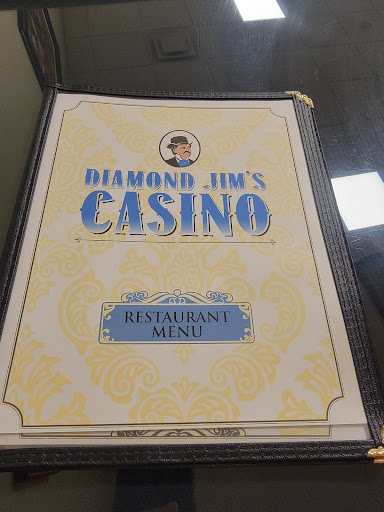 DIAMOND JIM'S
CASINO
RESTAURANT
MENU